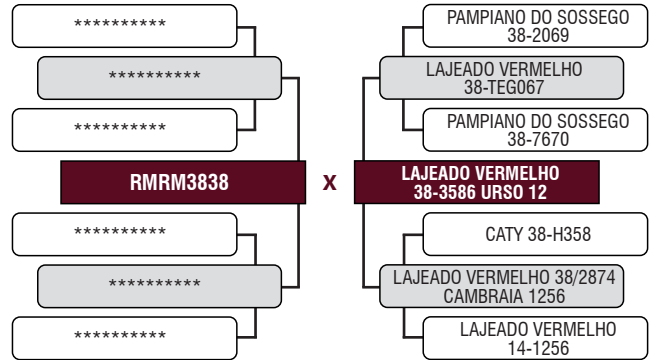 **********
**********
**********
RMRM3838
**********
**********
**********
X
PAMPIANO DO SOSSEGO
38-2069
LAJEADO VERMELHO
38-TEG067
PAMPIANO DO SOSSEGO
38-7670
LAJEADO VERMELHO
38-3586 URSO 12
CATY 38-H358
LAJEADO VERMELHO 38/2874
CAMBRAIA 1256
LAJEADO VERMELHO
14-1256